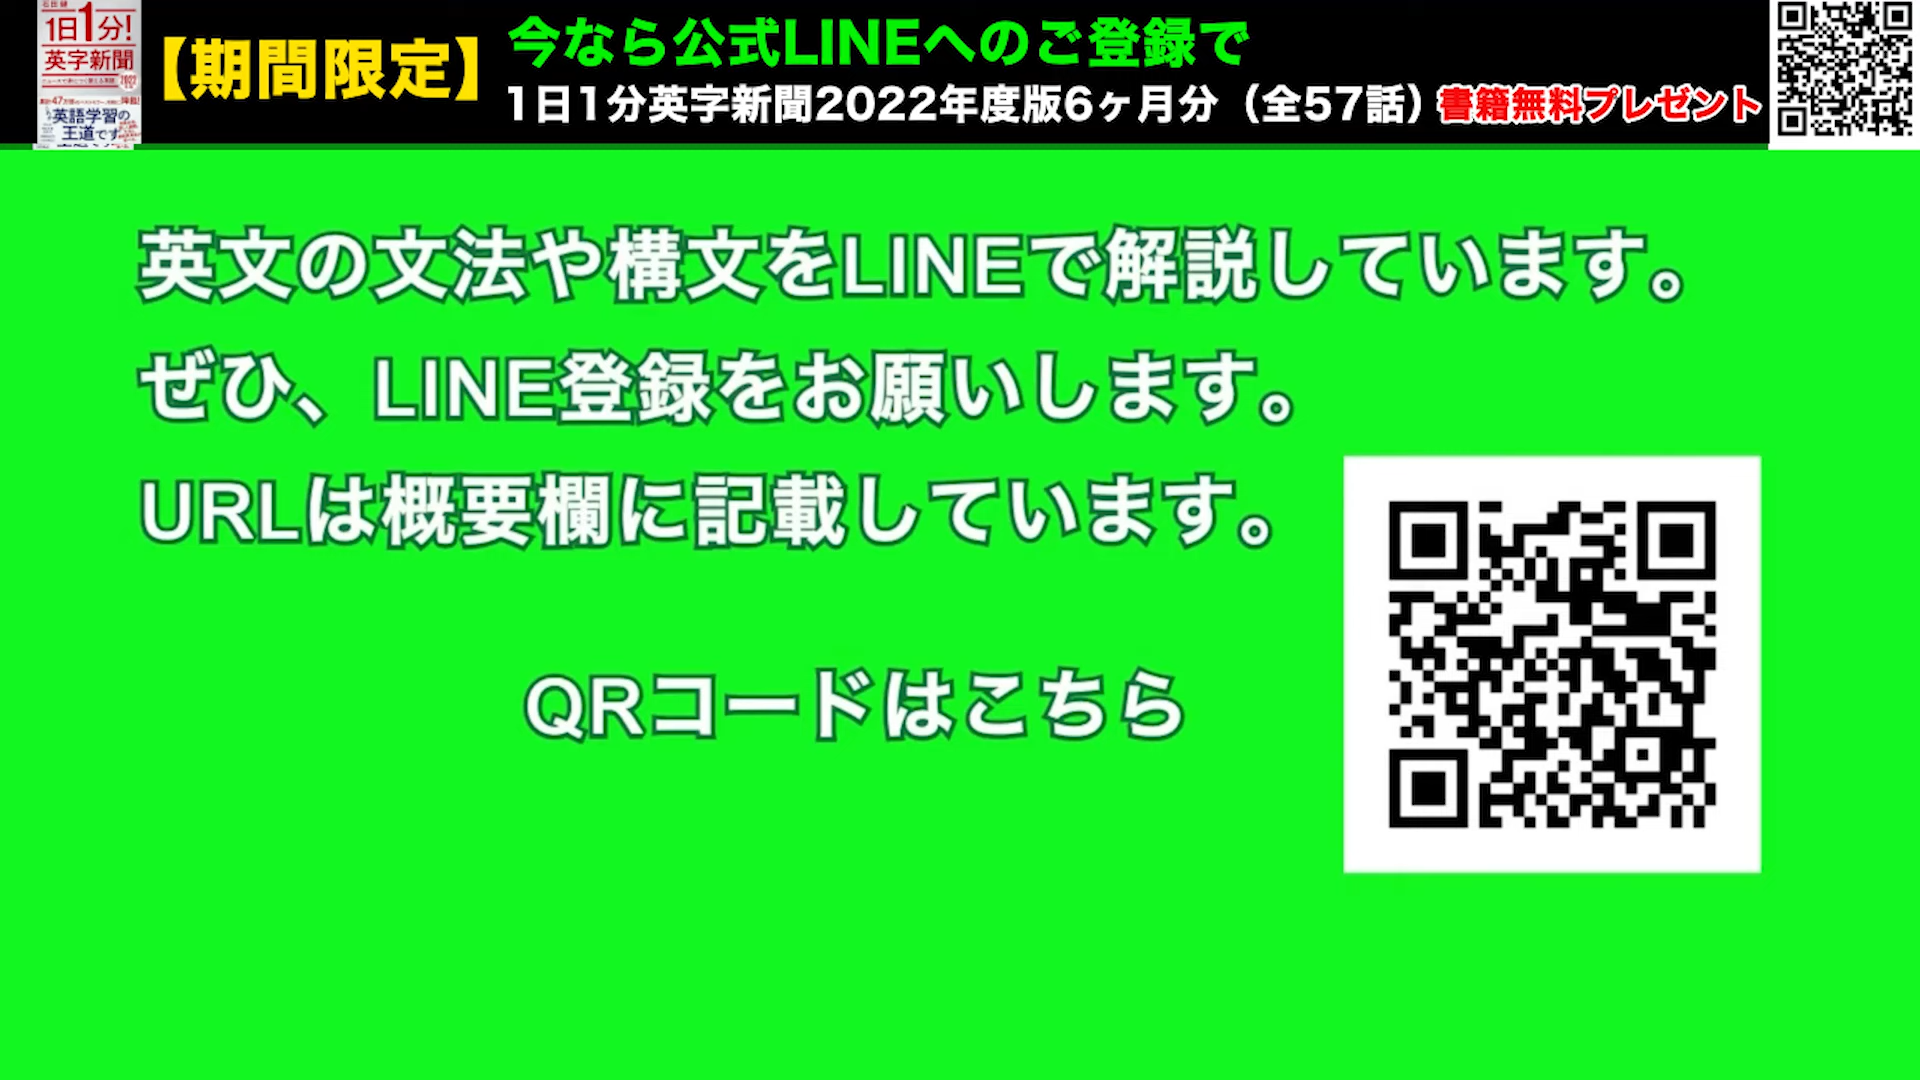 石田健
1日1分!
英字新聞
2022
英語学習の
王道です
【期間限定】
今なら公式LINEへのご登録で
1日1分英字新聞2022年度版6ヶ月分（全57話）書籍無料プレゼント
英文の文法や構文をLINEで解説しています。
ぜひ、LINE登録をお願いします。
URLは概要欄に記載しています。
QRコードはこちら